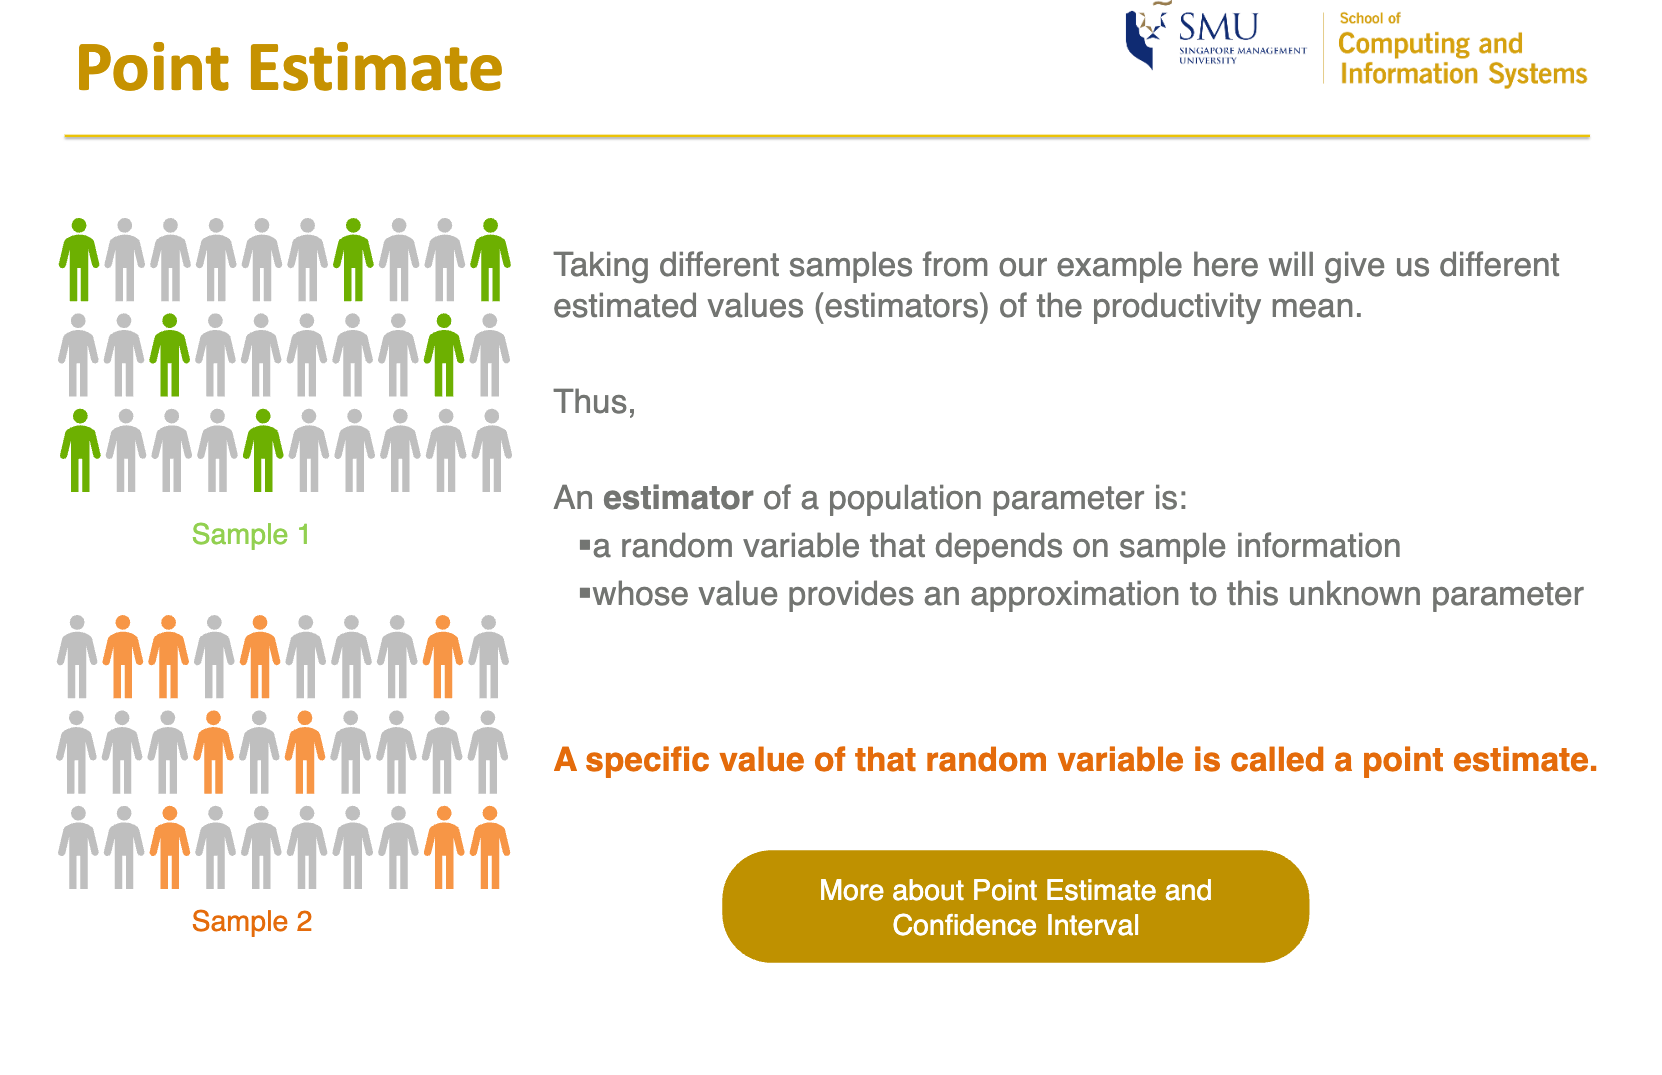 Point Estimate
SMU
SINGAPORE MANAGEMENT
UNIVERSITY
School of
Computing and
Information Systems
Taking different samples from our example here will give us different
estimated values (estimators) of the productivity mean.
Thus,
An estimator of a population parameter is:
▪a random variable that depends on sample information
▪whose value provides an approximation to this unknown parameter
Sample 1
A specific value of that random variable is called a point estimate.
Sample 2
More about Point Estimate and
Confidence Interval